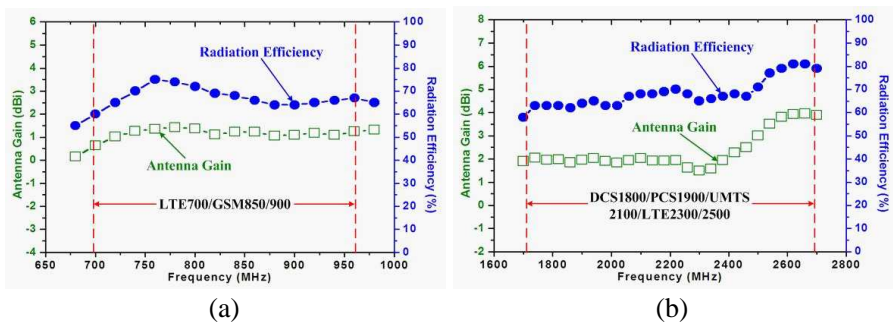 6
5
4
3
2
1
0
-1
-2
-3
-4
Antenna Gain (dBi)
100
90
80
70
60
50
40
30
20
10
0
Radiation Efficiency (%)
Radiation Efficiency
Antenna Gain
LTE700/GSM850/900
650 700 750 800 850 900 950 1000
Frequency (MHz)
(a)
8
7
6
5
4
3
2
1
0
-1
-2
Antenna Gain (dBi)
100
90
80
70
60
50
40
30
20
10
0
Radiation Efficiency (%)
Radiation Efficiency
Antenna Gain
DCS1800/PCS1900/UMTS
2100/LTE2300/2500
1600 1800 2000 2200 2400 2600 2800
Frequency (MHz)
(b)